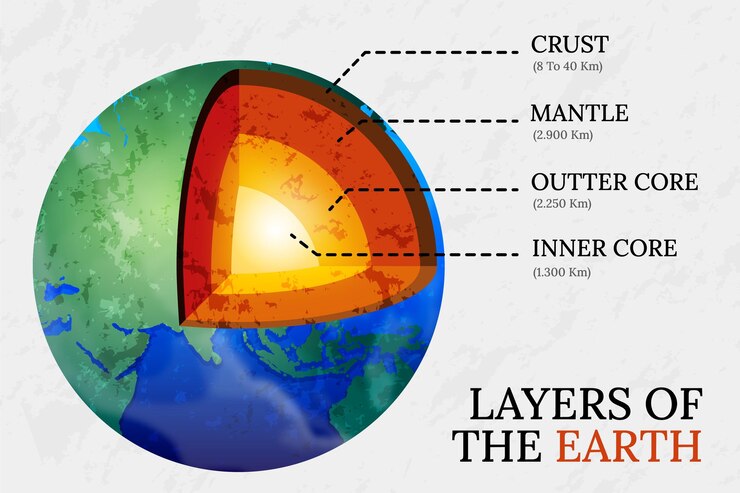 CRUST
(8 To 40 Km)
MANTLE
(2.900 Km)
OUTTER CORE
(2.250 Km)
INNER CORE
(1.300 Km)
LAYERS OF
THE EARTH